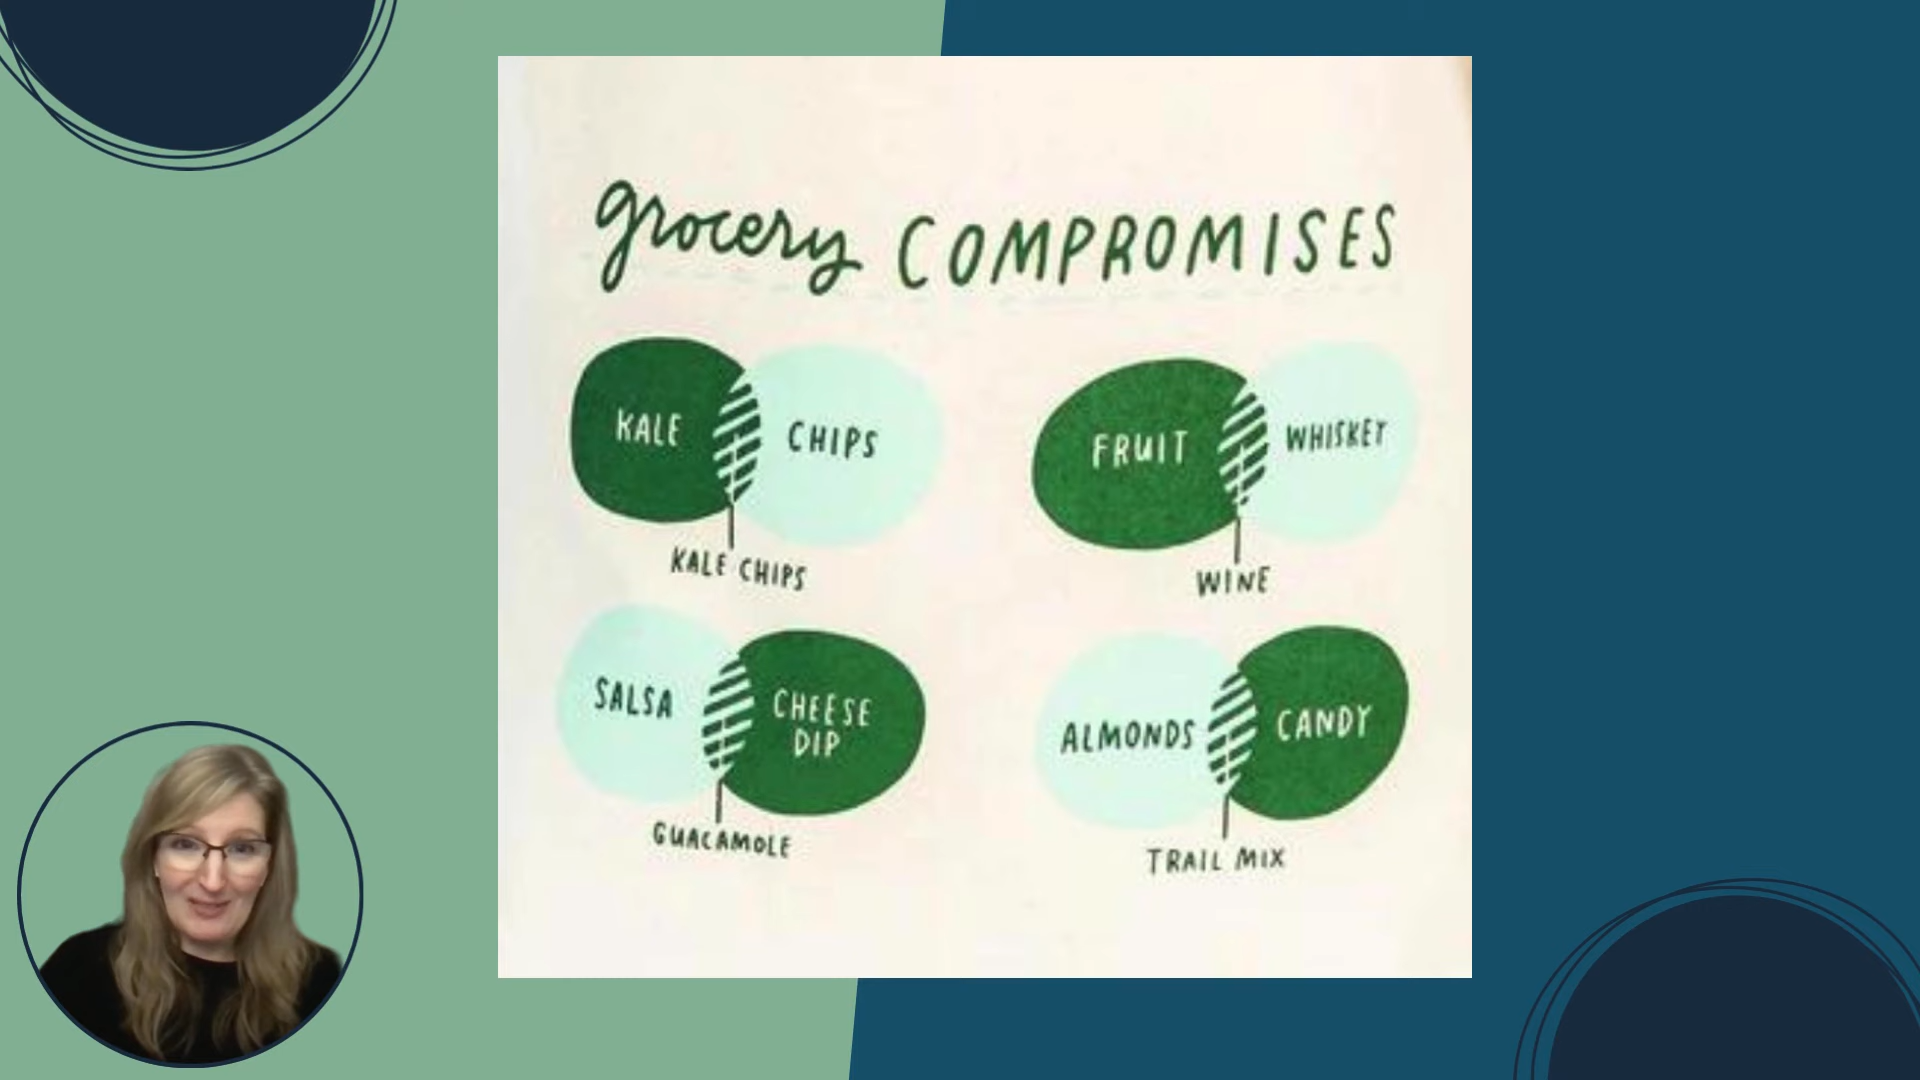 grocery COMPROMISES
KALE
CHIPS
KALE CHIPS
FRUIT
WHISKEY
WINE
SALSA
CHEESE
DIP
GUACAMOLE
ALMONDS
CANDY
TRAIL MIX